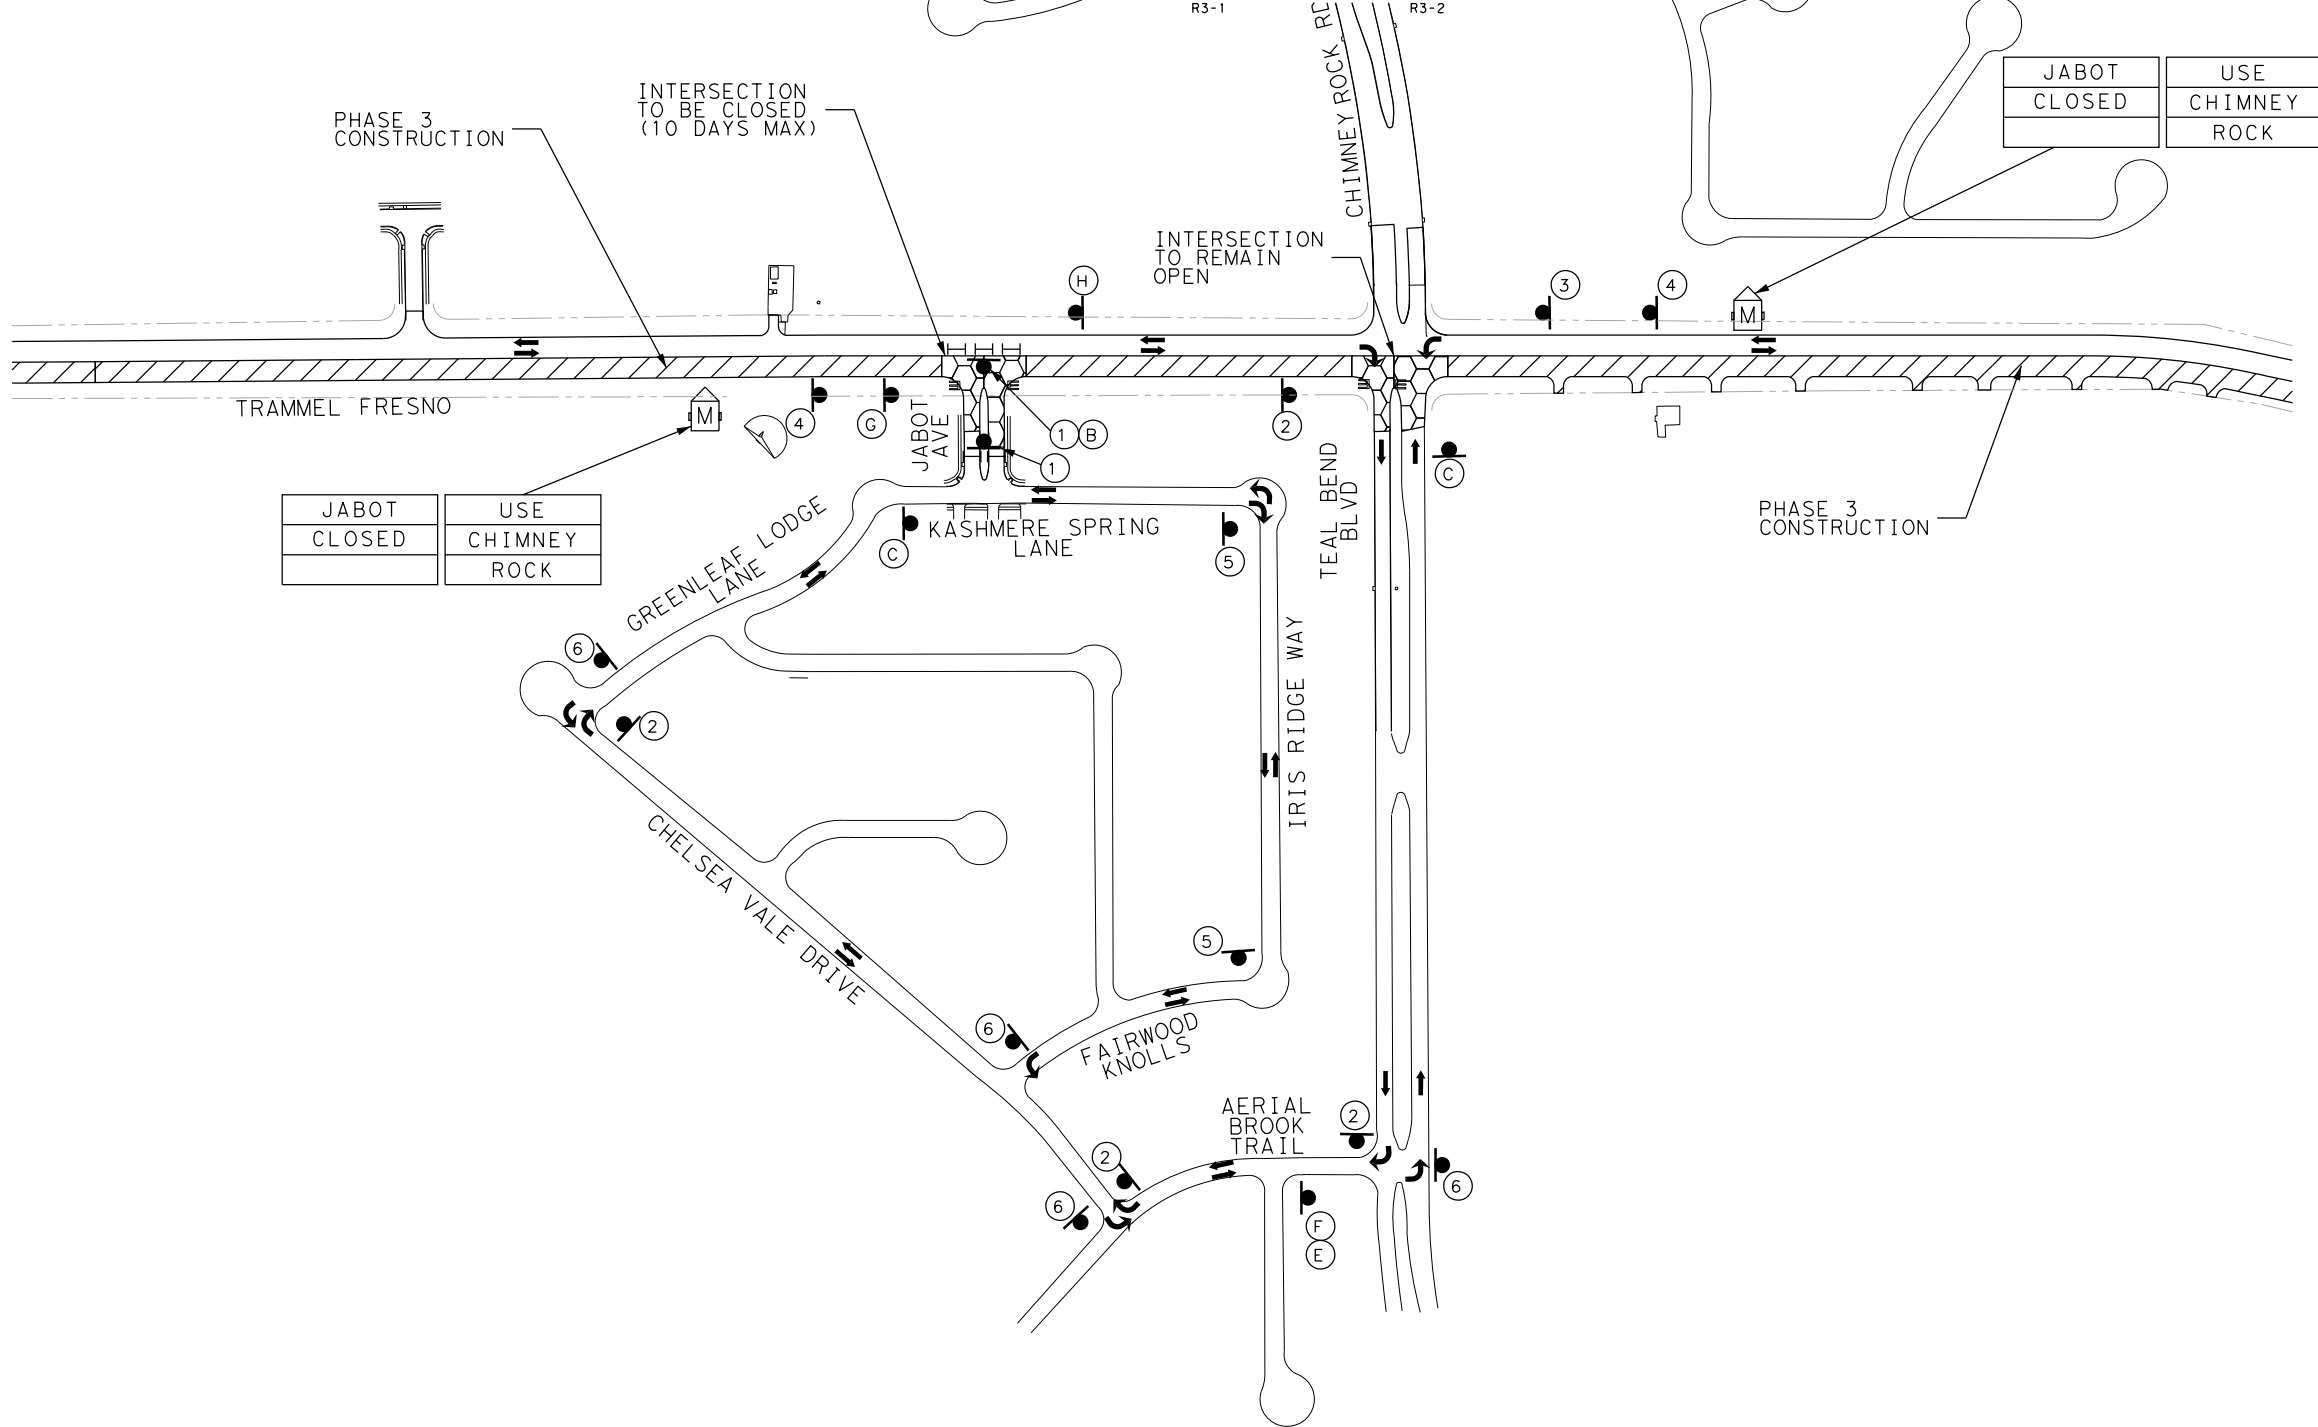 R3-1
R3-2
CHIMNEY ROCK RD
JABOT
CLOSED
USE
CHIMNEY
ROCK
INTERSECTION
TO BE CLOSED
(10 DAYS MAX)
PHASE 3
CONSTRUCTION
INTERSECTION
TO REMAIN
OPEN
H
3
4
M
TRAMMEL FRESNO
M
4
G
JABOT
AVE
1
B
1
2
TEAL BEND
BLVD
C
JABOT
CLOSED
USE
CHIMNEY
ROCK
PHASE 3
CONSTRUCTION
GREENLEAF LODGE
LANE
C
KASHMERE SPRING
LANE
5
6
2
IRIS RIDGE WAY
CHELSEA VALE DRIVE
5
6
FAIRWOOD
KNOLLS
AERIAL
BROOK
TRAIL
2
2
6
6
F
E